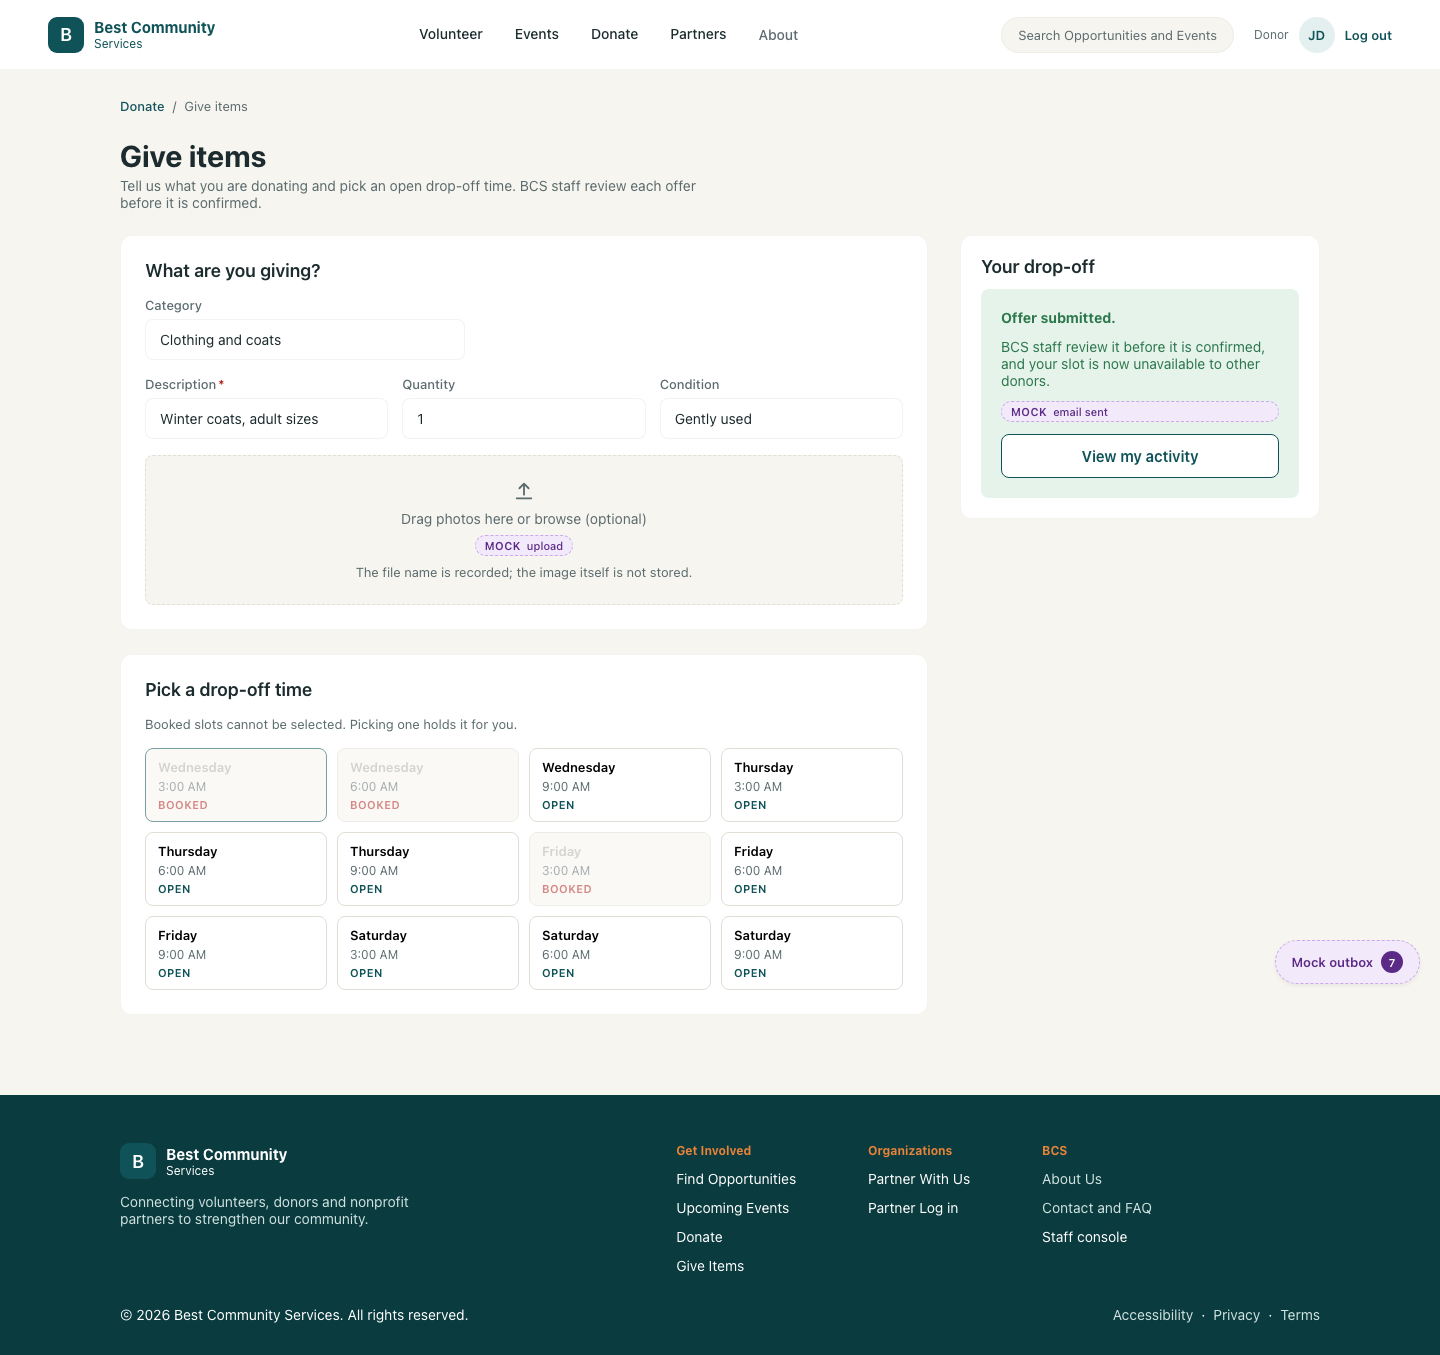 B
Best Community
Services
Volunteer
Events
Donate
Partners
About
Search Opportunities and Events
Donor
JD
Log out
Donate / Give items
Give items
Tell us what you are donating and pick an open drop-off time. BCS staff review each offer
before it is confirmed.
What are you giving?
Category
Clothing and coats
Description*
Quantity
Condition
Winter coats, adult sizes
1
Gently used
Drag photos here or browse (optional)
MOCK upload
The file name is recorded; the image itself is not stored.
Your drop-off
Offer submitted.
BCS staff review it before it is confirmed,
and your slot is now unavailable to other
donors.
MOCK email sent
View my activity
Pick a drop-off time
Booked slots cannot be selected. Picking one holds it for you.
Wednesday
3:00 AM
BOOKED
Wednesday
6:00 AM
BOOKED
Wednesday
9:00 AM
OPEN
Thursday
3:00 AM
OPEN
Thursday
6:00 AM
OPEN
Thursday
9:00 AM
OPEN
Friday
3:00 AM
BOOKED
Friday
6:00 AM
OPEN
Friday
9:00 AM
OPEN
Saturday
3:00 AM
OPEN
Saturday
6:00 AM
OPEN
Saturday
9:00 AM
OPEN
Mock outbox 7
B
Best Community
Services
Connecting volunteers, donors and nonprofit
partners to strengthen our community.
Get Involved
Find Opportunities
Upcoming Events
Donate
Give Items
Organizations
Partner With Us
Partner Log in
BCS
About Us
Contact and FAQ
Staff console
© 2026 Best Community Services. All rights reserved.
Accessibility · Privacy · Terms